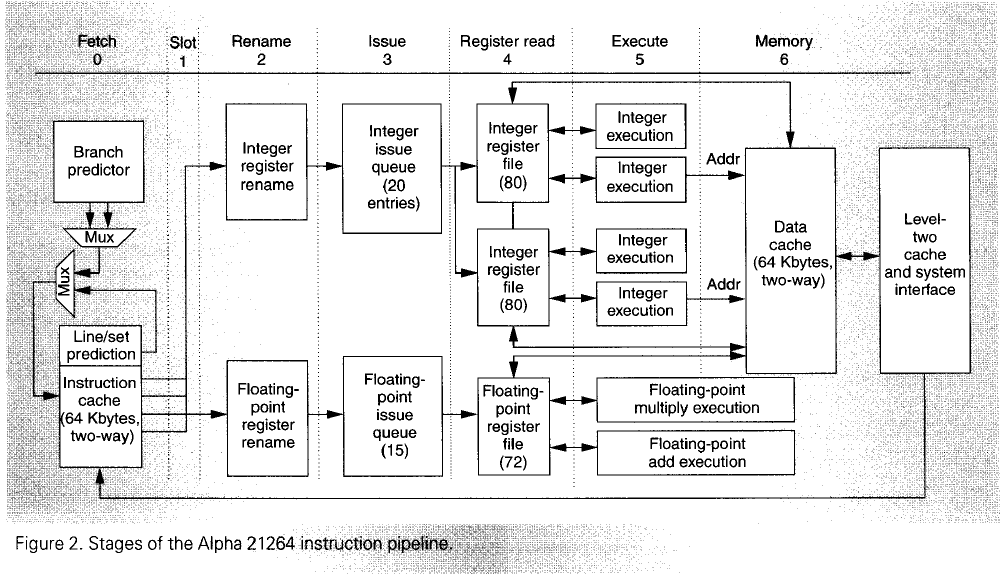 Fetch
0
Slot
1
Rename
2
Issue
3
Register read
4
Execute
5
Memory
6
Branch
predictor
Mux
Mux
Line/set
prediction
Instruction
cache
(64 Kbytes,
two-way)
Integer
register
rename
Integer
issue
queue
(20
entries)
Integer
register
file
(80)
Integer
execution
Integer
execution
Addr
Integer
register
file
(80)
Integer
execution
Integer
execution
Addr
Data
cache
(64 Kbytes,
two-way)
Level-
two
cache
and system
interface
Floating-
point
register
rename
Floating-
point
issue
queue
(15)
Floating-
point
register
file
(72)
Floating-point
multiply execution
Floating-point
add execution
Figure 2. Stages of the Alpha 21264 instruction pipeline.